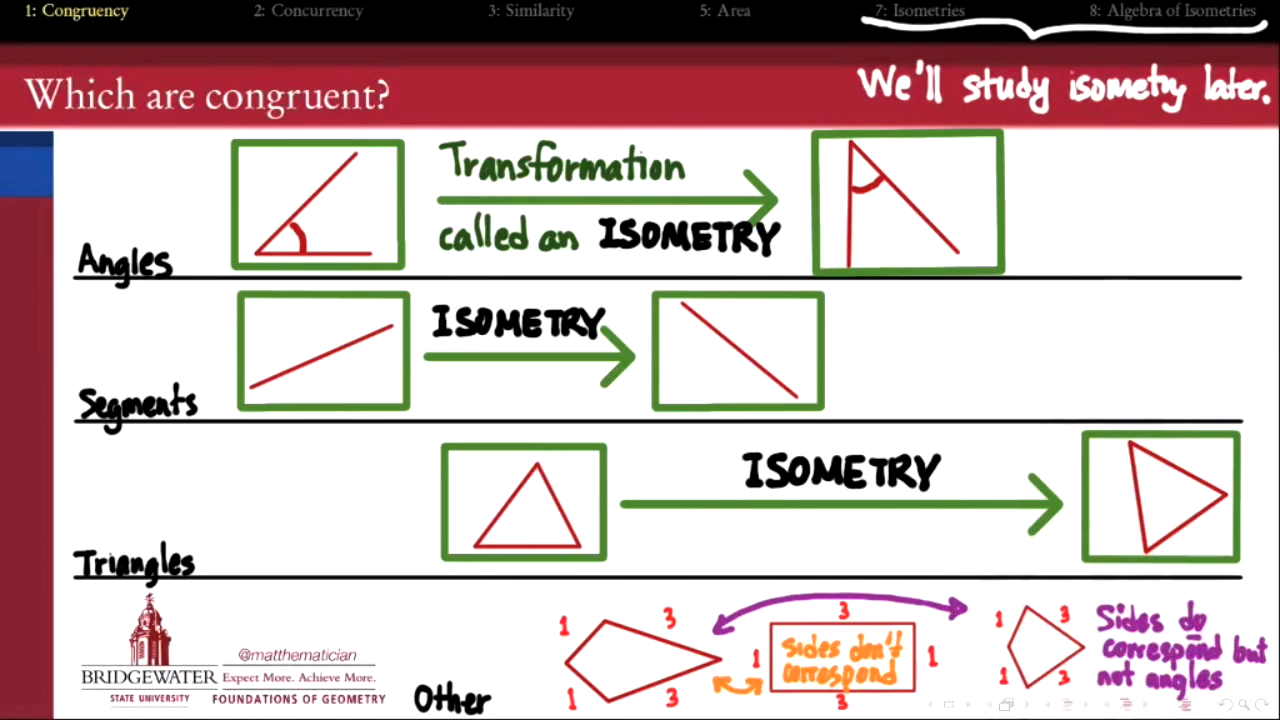 1: Congruency 2: Concurrency 3: Similarity 5: Area 7: Isometries 8: Algebra of Isometries
Which are congruent?
We'll study isometry later.
Transformation
called an ISOMETRY
Angles
ISOMETRY
Segments
ISOMETRY
Triangles
1 3
1 3
3
1 sides don't 1
correspond
3
1 3
1 3
Sides do
correspond but
not angles
@matthematician
BRIDGEWATER Expect More. Achieve More.
STATE UNIVERSITY FOUNDATIONS OF GEOMETRY
Other